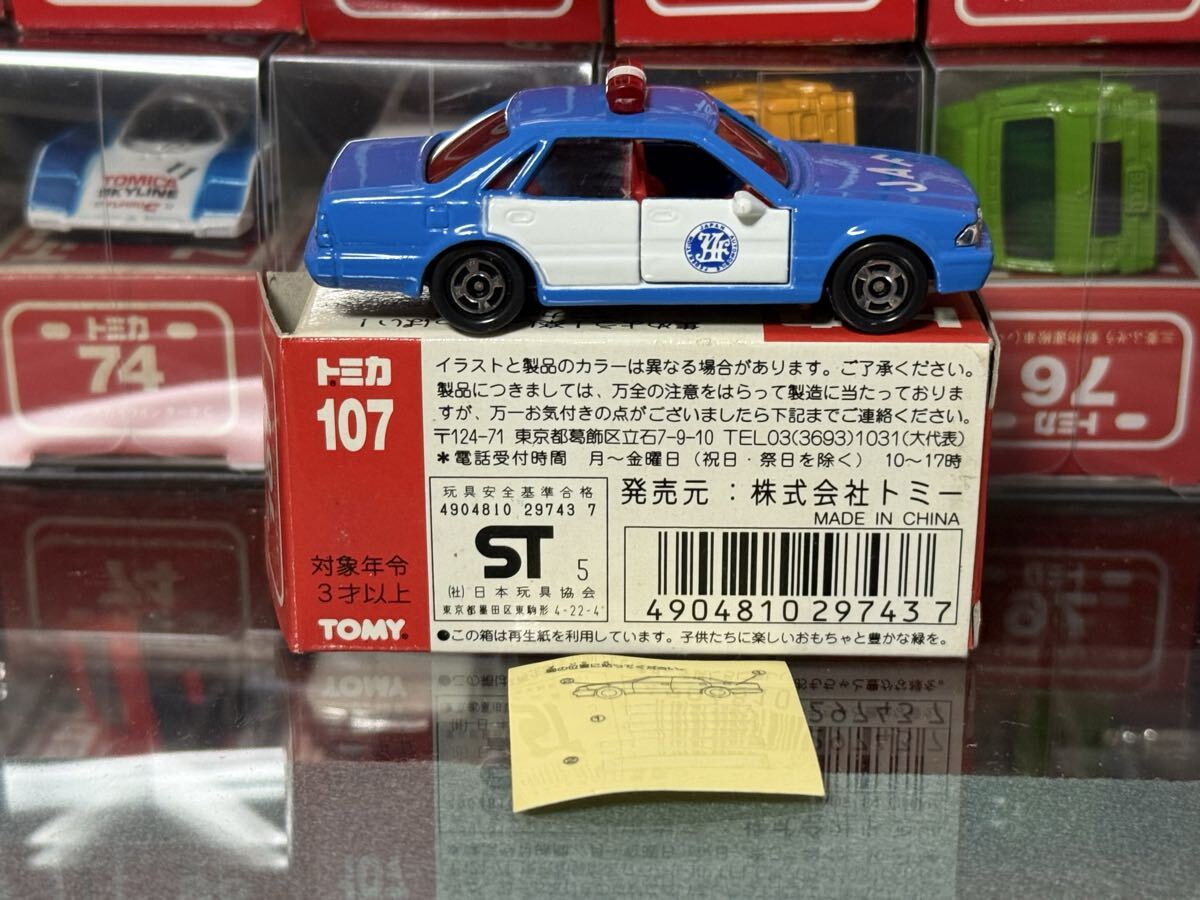 TOMICA
SKYLINE
TURBO C
11
JAF
JAPAN
JAF
トミカ
74
トミカ
76
トミカ
107
対象年令
3才以上
TOMY
イラストと製品のカラーは異なる場合があります。ご了承ください。
製品につきましては、万全の注意をはらって製造に当たっておりま
すが、万一お気付きの点がございましたら下記までご連絡ください。
〒124-71 東京都葛飾区立石7-9-10 TEL03(3693)1031(大代表)
＊電話受付時間 月～金曜日（祝日・祭日を除く） 10～17時
玩具安全基準合格
4904810 29743 7
ST 5
(社)日本玩具協会
東京都墨田区東駒形 4-22-4
発売元：株式会社トミー
MADE IN CHINA
4904810 29743 7
●この箱は再生紙を利用しています。子供たちに楽しいおもちゃと豊かな緑を。